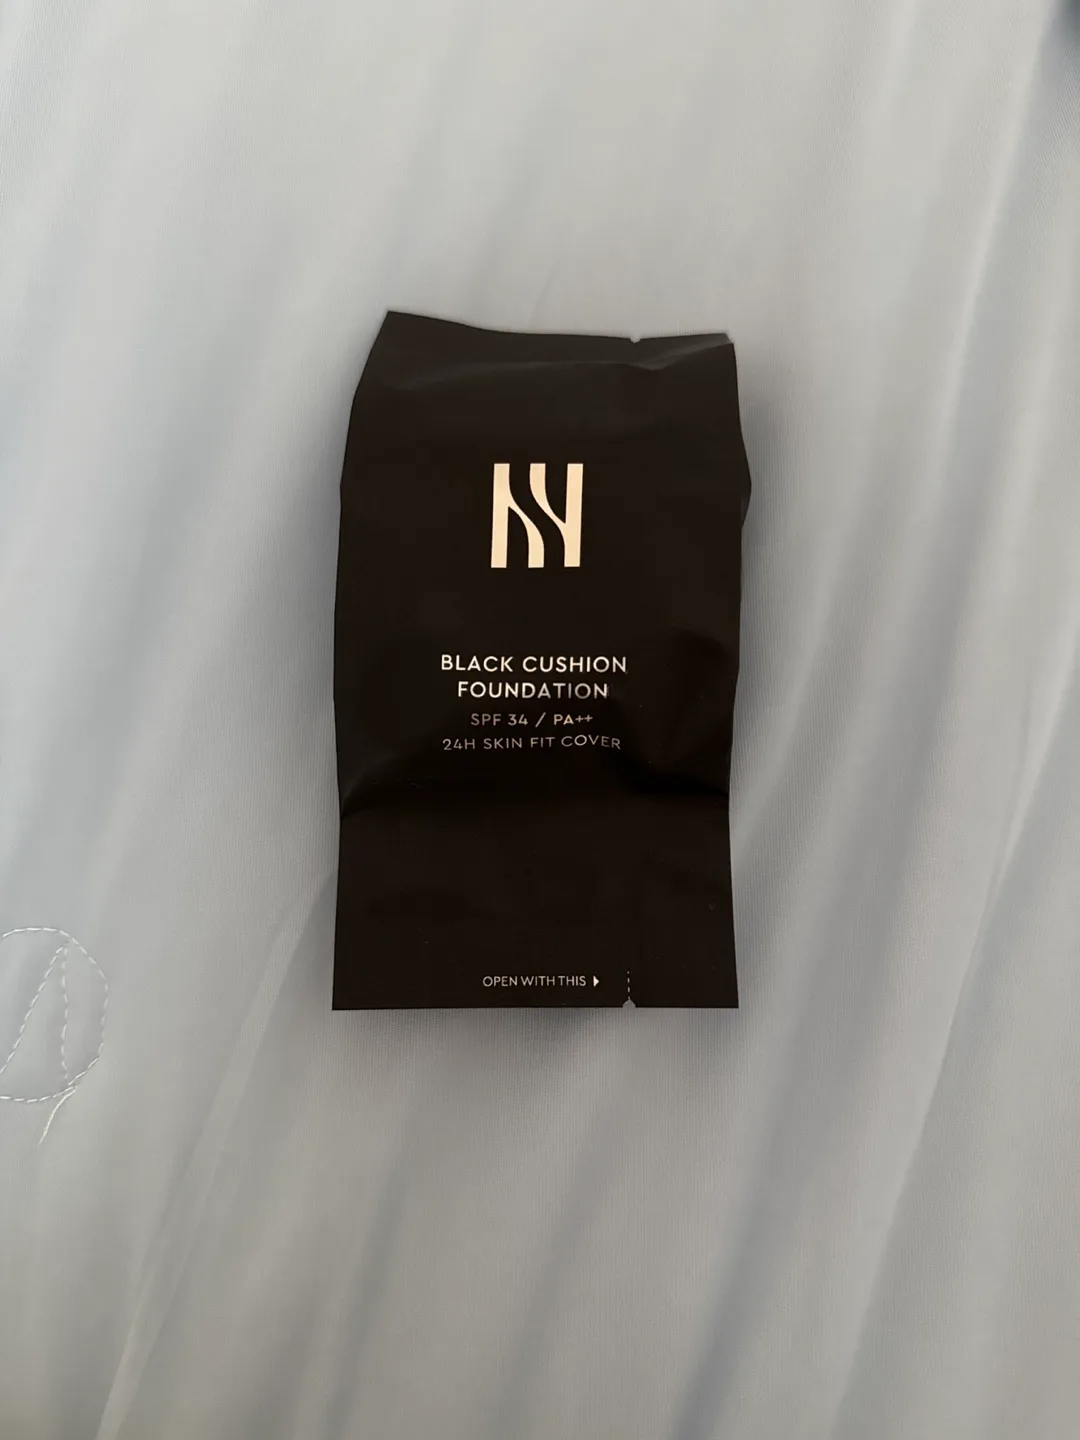 BLACK CUSHION
FOUNDATION
SPF 34 / PA++
24H SKIN FIT COVER
OPEN WITH THIS